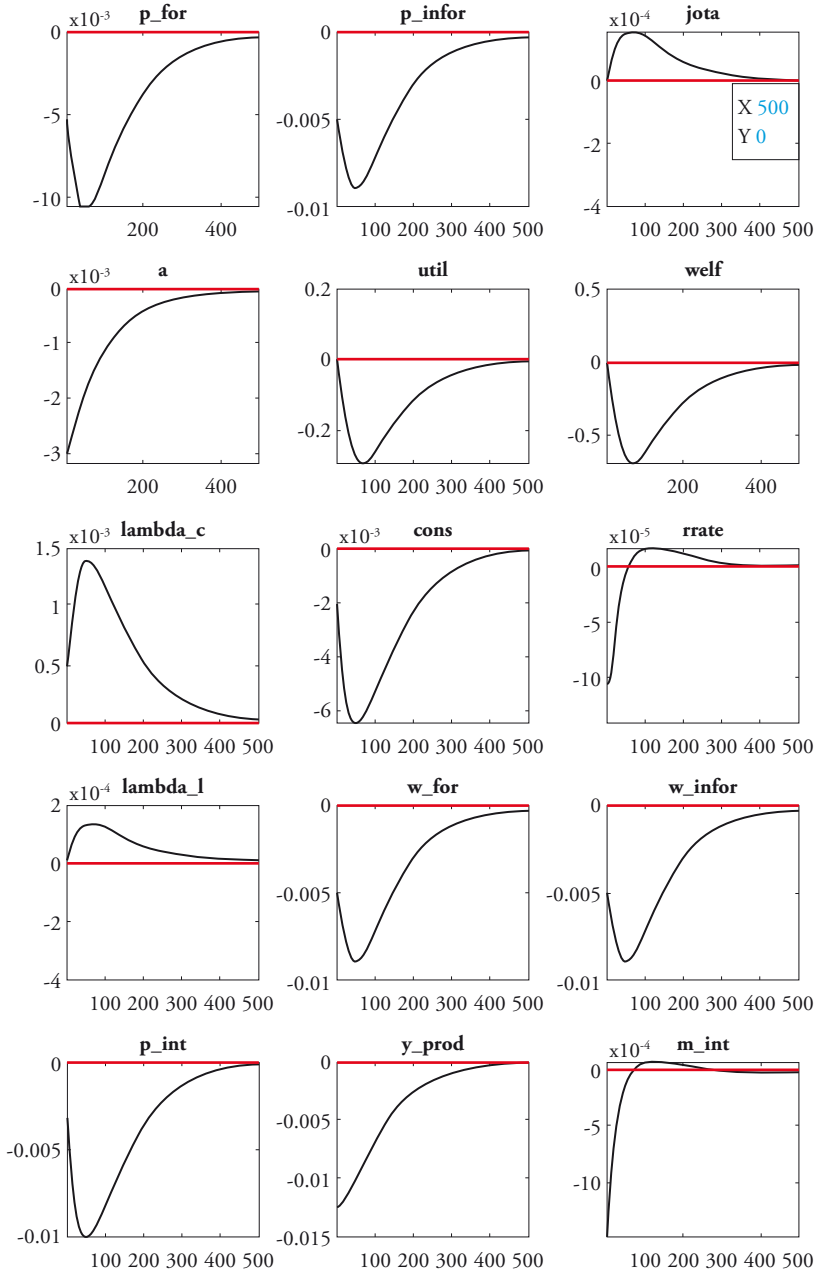 p_for
x10-3
0
-5
-10
200 400
p_infor
0
-0.005
-0.01
100 200 300 400 500
jota
x10-4
0
-2
-4
100 200 300 400 500
X 500
Y 0
a
x10-3
0
-1
-2
-3
200 400
util
0.2
0
-0.2
100 200 300 400 500
welf
0.5
0
-0.5
200 400
lambda_c
x10-3
1.5
1
0.5
0
100 200 300 400 500
cons
x10-3
0
-2
-4
-6
100 200 300 400 500
rrate
x10-5
0
-5
-10
100 200 300 400 500
lambda_l
x10-4
2
0
-2
-4
100 200 300 400 500
w_for
0
-0.005
-0.01
100 200 300 400 500
w_infor
0
-0.005
-0.01
100 200 300 400 500
p_int
0
-0.005
-0.01
100 200 300 400 500
y_prod
0
-0.005
-0.01
-0.015
100 200 300 400 500
m_int
x10-4
0
-5
-10
100 200 300 400 500